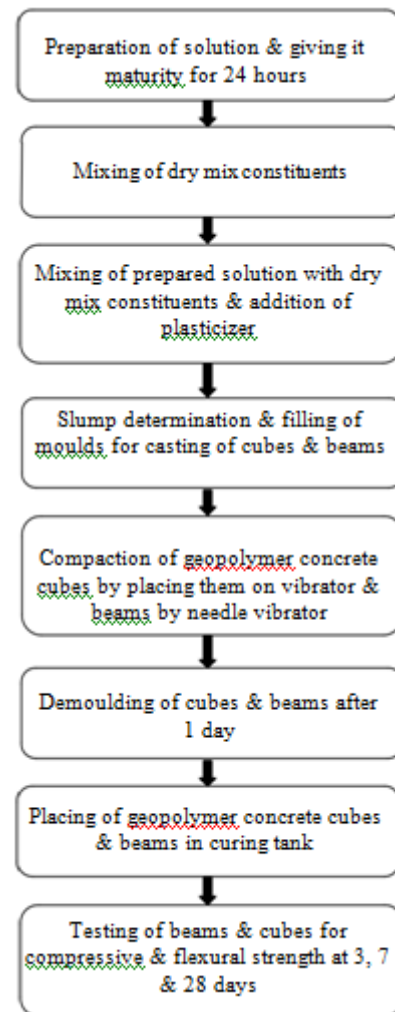 Preparation of solution & giving it
maturity for 24 hours
Mixing of dry mix constituents
Mixing of prepared solution with dry
mix constituents & addition of
plasticizer
Slump determination & filling of
moulds for casting of cubes & beams
Compaction of geopolymer concrete
cubes by placing them on vibrator &
beams by needle vibrator
Demoulding of cubes & beams after
1 day
Placing of geopolymer concrete cubes
& beams in curing tank
Testing of beams & cubes for
compressive & flexural strength at 3, 7
& 28 days